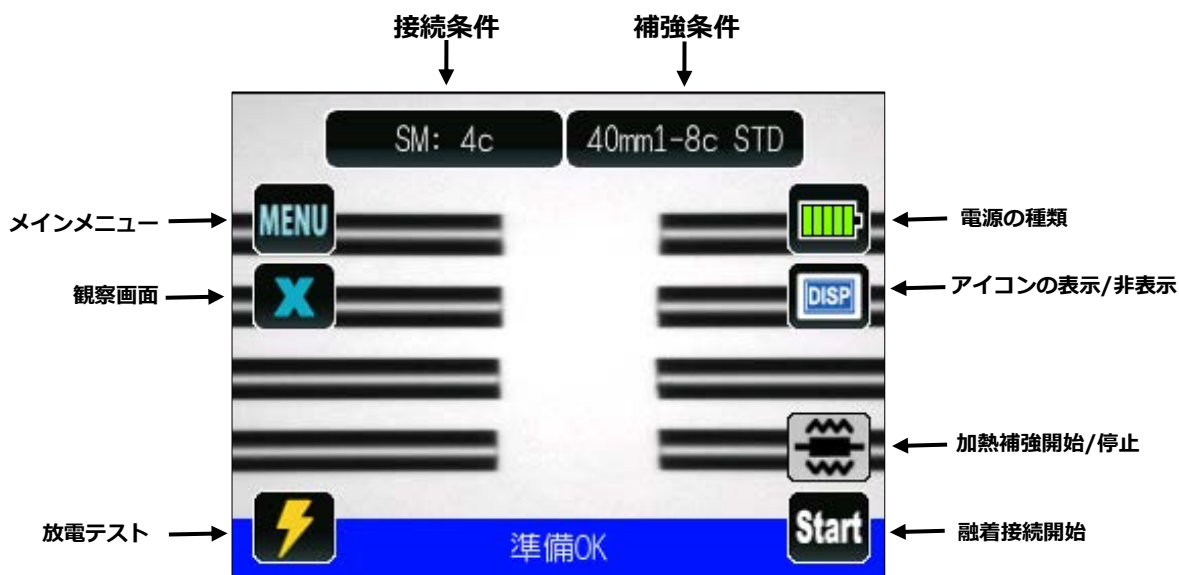 接続条件 補強条件
SM: 4c 40mm1-8c STD
メインメニュー MENU 電源の種類
観察画面 X DISP アイコンの表示/非表示
加熱補強開始/停止
放電テスト 準備OK Start 融着接続開始